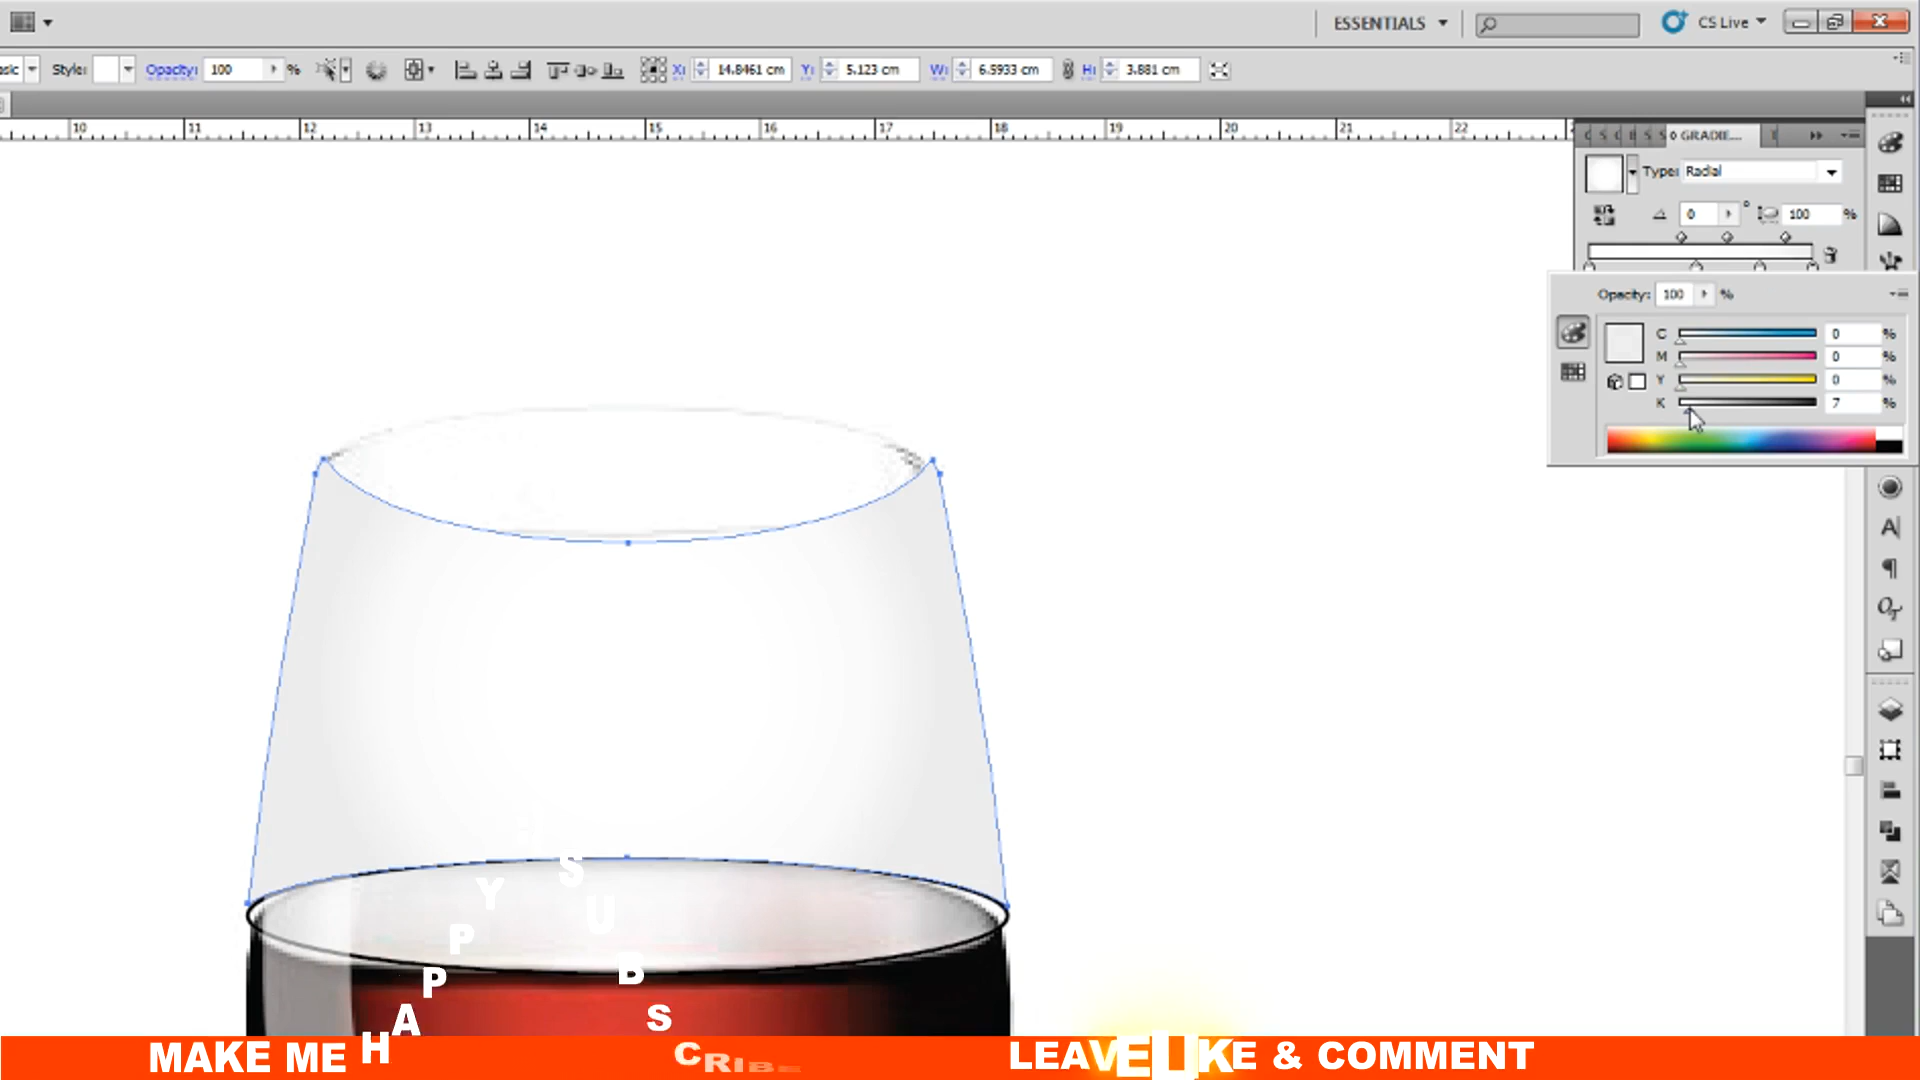 ESSENTIALS CS Live
Style: Opacity: 100 % X: 14.8461 cm Y: 5.123 cm W: 6.5933 cm H: 3.881 cm
10 11 12 13 14 15 16 17 18 19 20 21 22
GRADIE...
Type: Radial
0 ° 100 %
Opacity: 100 %
C 0 %
M 0 %
Y 0 %
K 7 %
MAKE ME HAPPY SUBSCRIBE
LEAVE LIKE & COMMENT